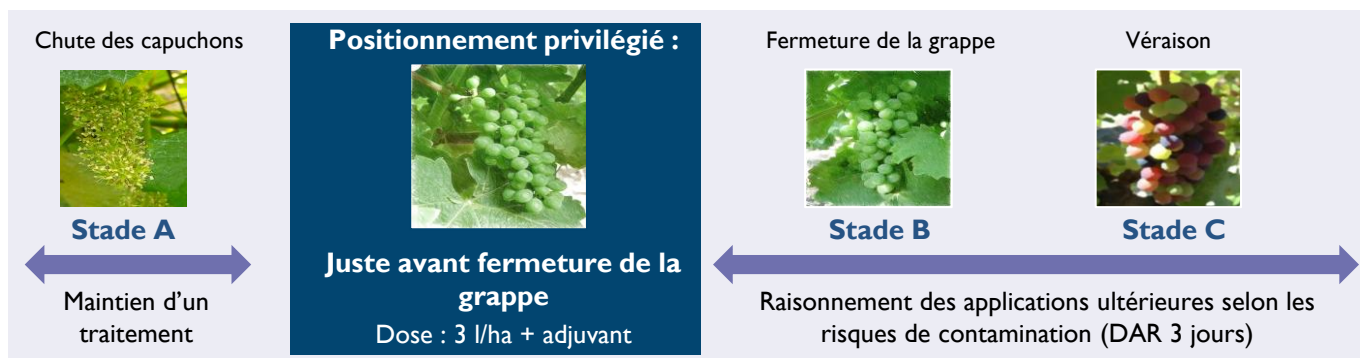 Chute des capuchons
Stade A
Maintien d'un
traitement
Positionnement privilégié :
Juste avant fermeture de la
grappe
Dose : 3 l/ha + adjuvant
Fermeture de la grappe
Stade B
Véraison
Stade C
Raisonnement des applications ultérieures selon les
risques de contamination (DAR 3 jours)